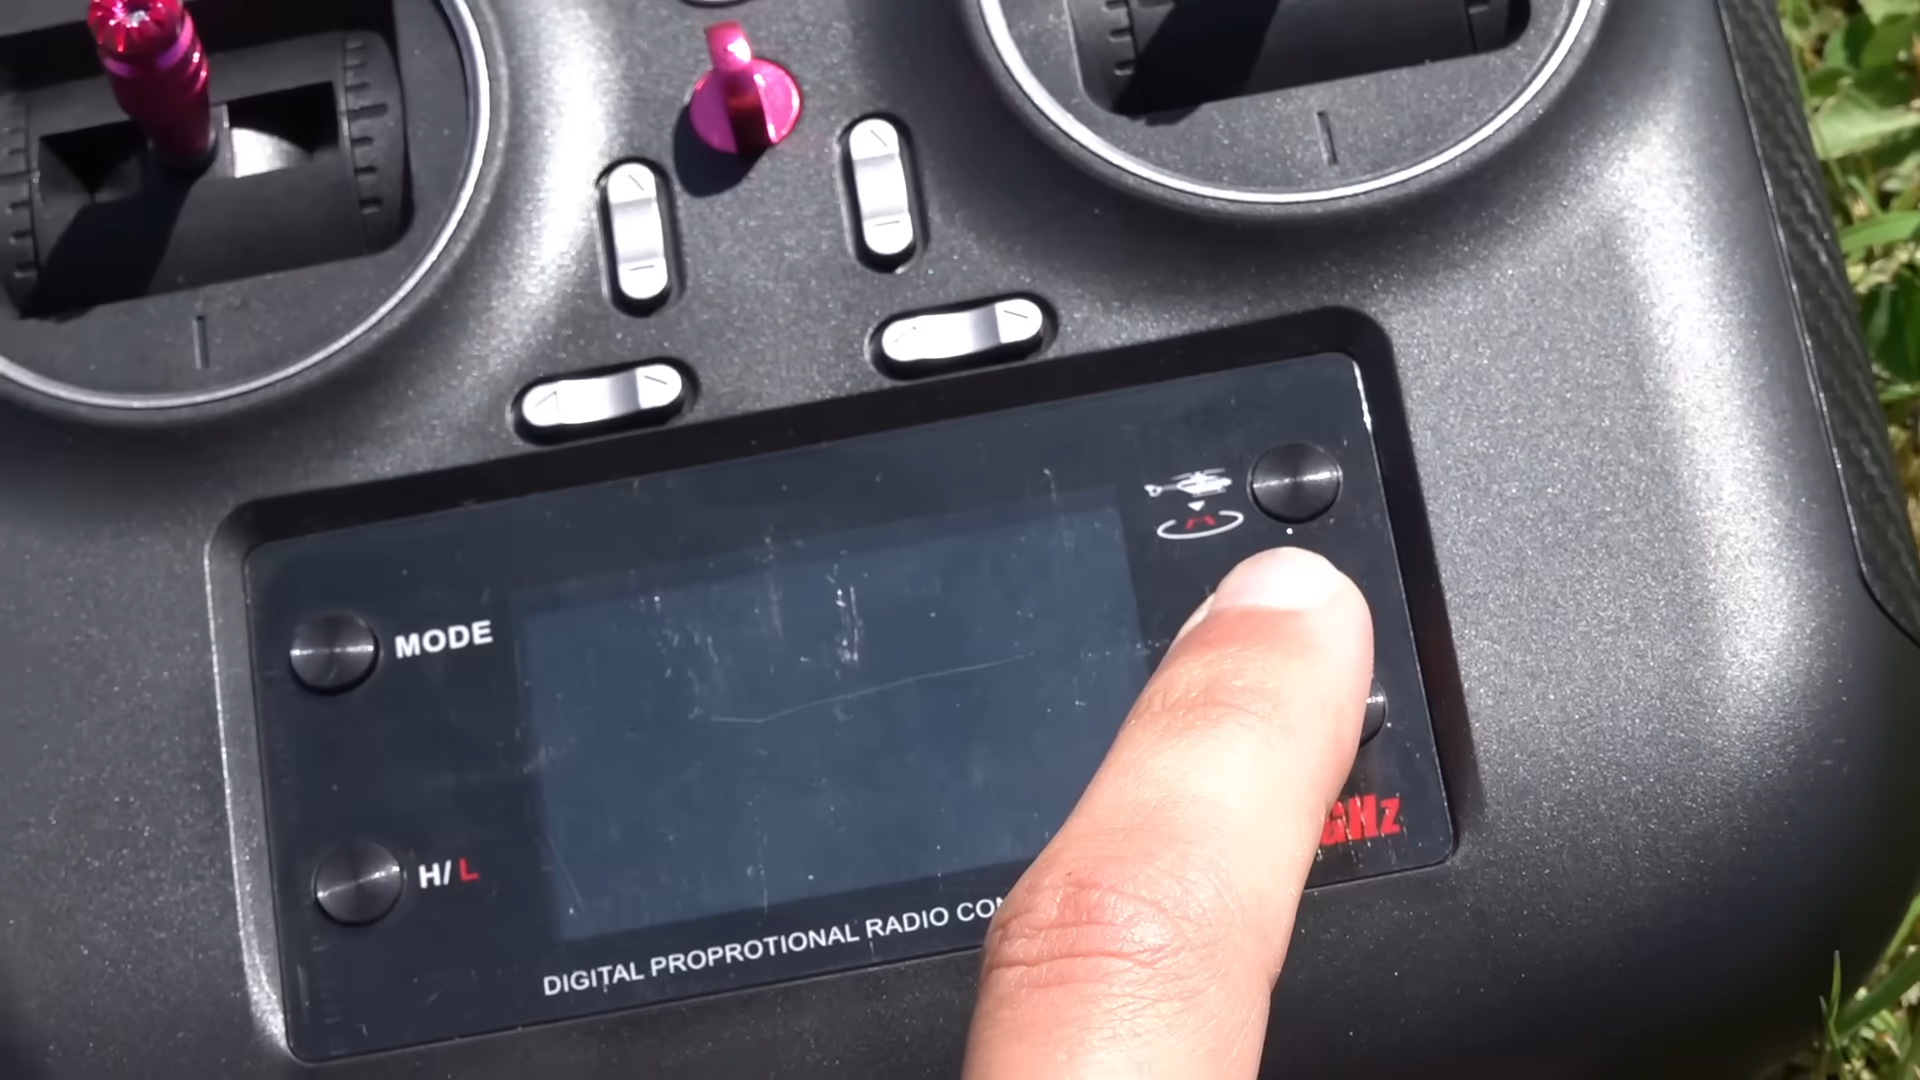 MODE
H/ L
GHz
DIGITAL PROPROTIONAL RADIO CON